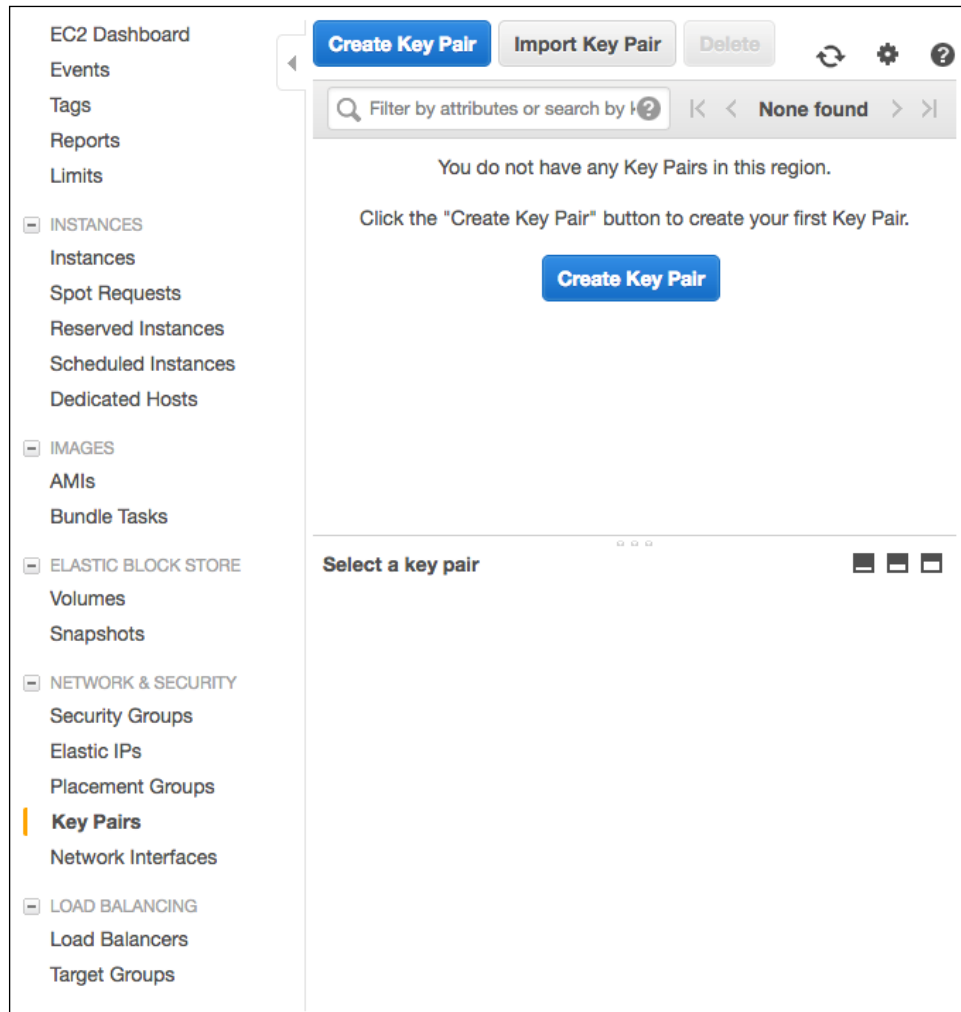 EC2 Dashboard
Events
Tags
Reports
Limits
INSTANCES
Instances
Spot Requests
Reserved Instances
Scheduled Instances
Dedicated Hosts
IMAGES
AMIs
Bundle Tasks
ELASTIC BLOCK STORE
Volumes
Snapshots
NETWORK & SECURITY
Security Groups
Elastic IPs
Placement Groups
Key Pairs
Network Interfaces
LOAD BALANCING
Load Balancers
Target Groups
Create Key Pair Import Key Pair Delete
Filter by attributes or search by None found
You do not have any Key Pairs in this region.
Click the "Create Key Pair" button to create your first Key Pair.
Create Key Pair
Select a key pair